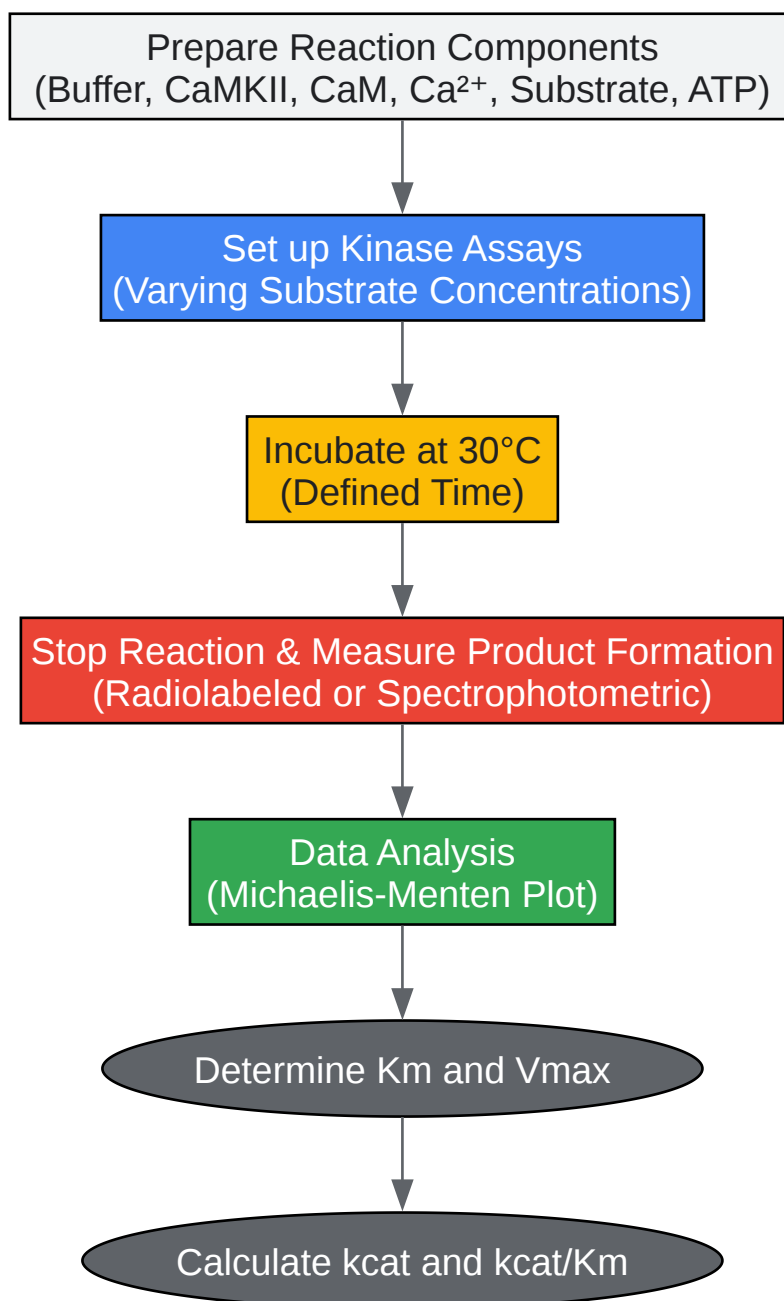 Prepare Reaction Components
(Buffer, CaMKII, CaM, Ca²⁺, Substrate, ATP)
Set up Kinase Assays
(Varying Substrate Concentrations)
Incubate at 30°C
(Defined Time)
Stop Reaction & Measure Product Formation
(Radiolabeled or Spectrophotometric)
Data Analysis
(Michaelis-Menten Plot)
Determine Km and Vmax
Calculate kcat and kcat/Km